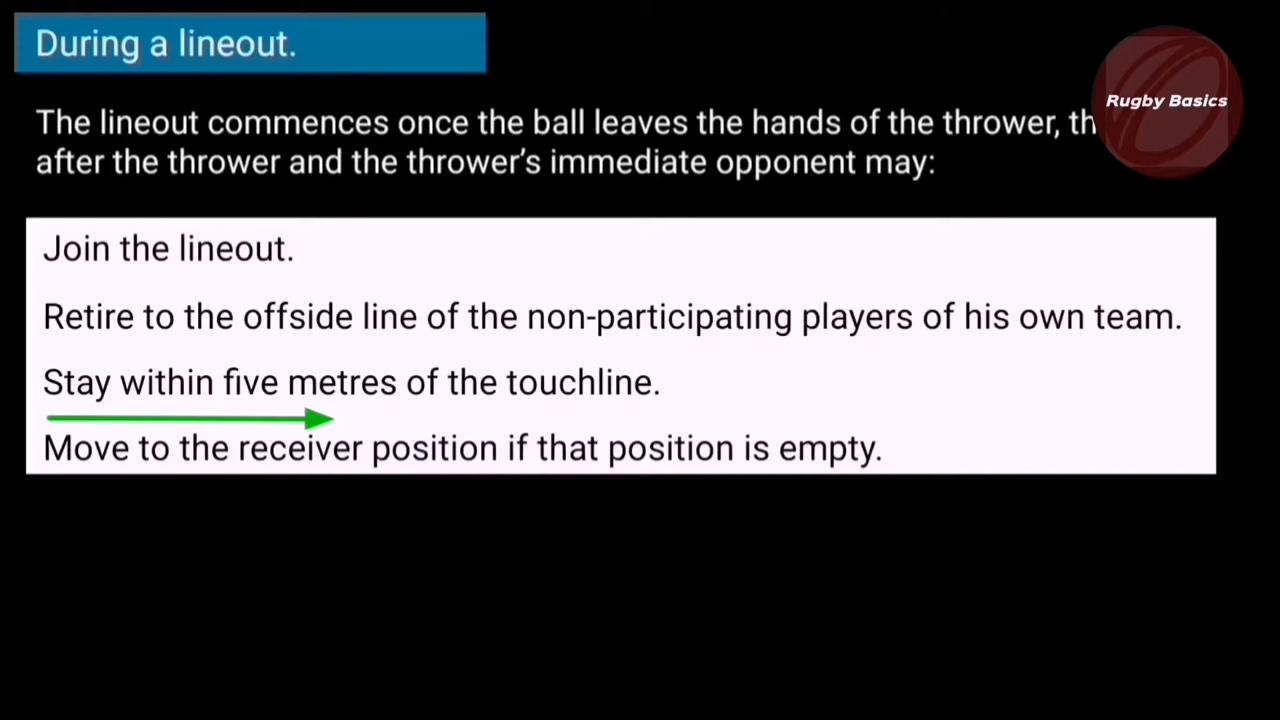 During a lineout.
Rugby Basics
The lineout commences once the ball leaves the hands of the thrower,
after the thrower and the thrower’s immediate opponent may:
Join the lineout.
Retire to the offside line of the non-participating players of his own team.
Stay within five metres of the touchline.
Move to the receiver position if that position is empty.